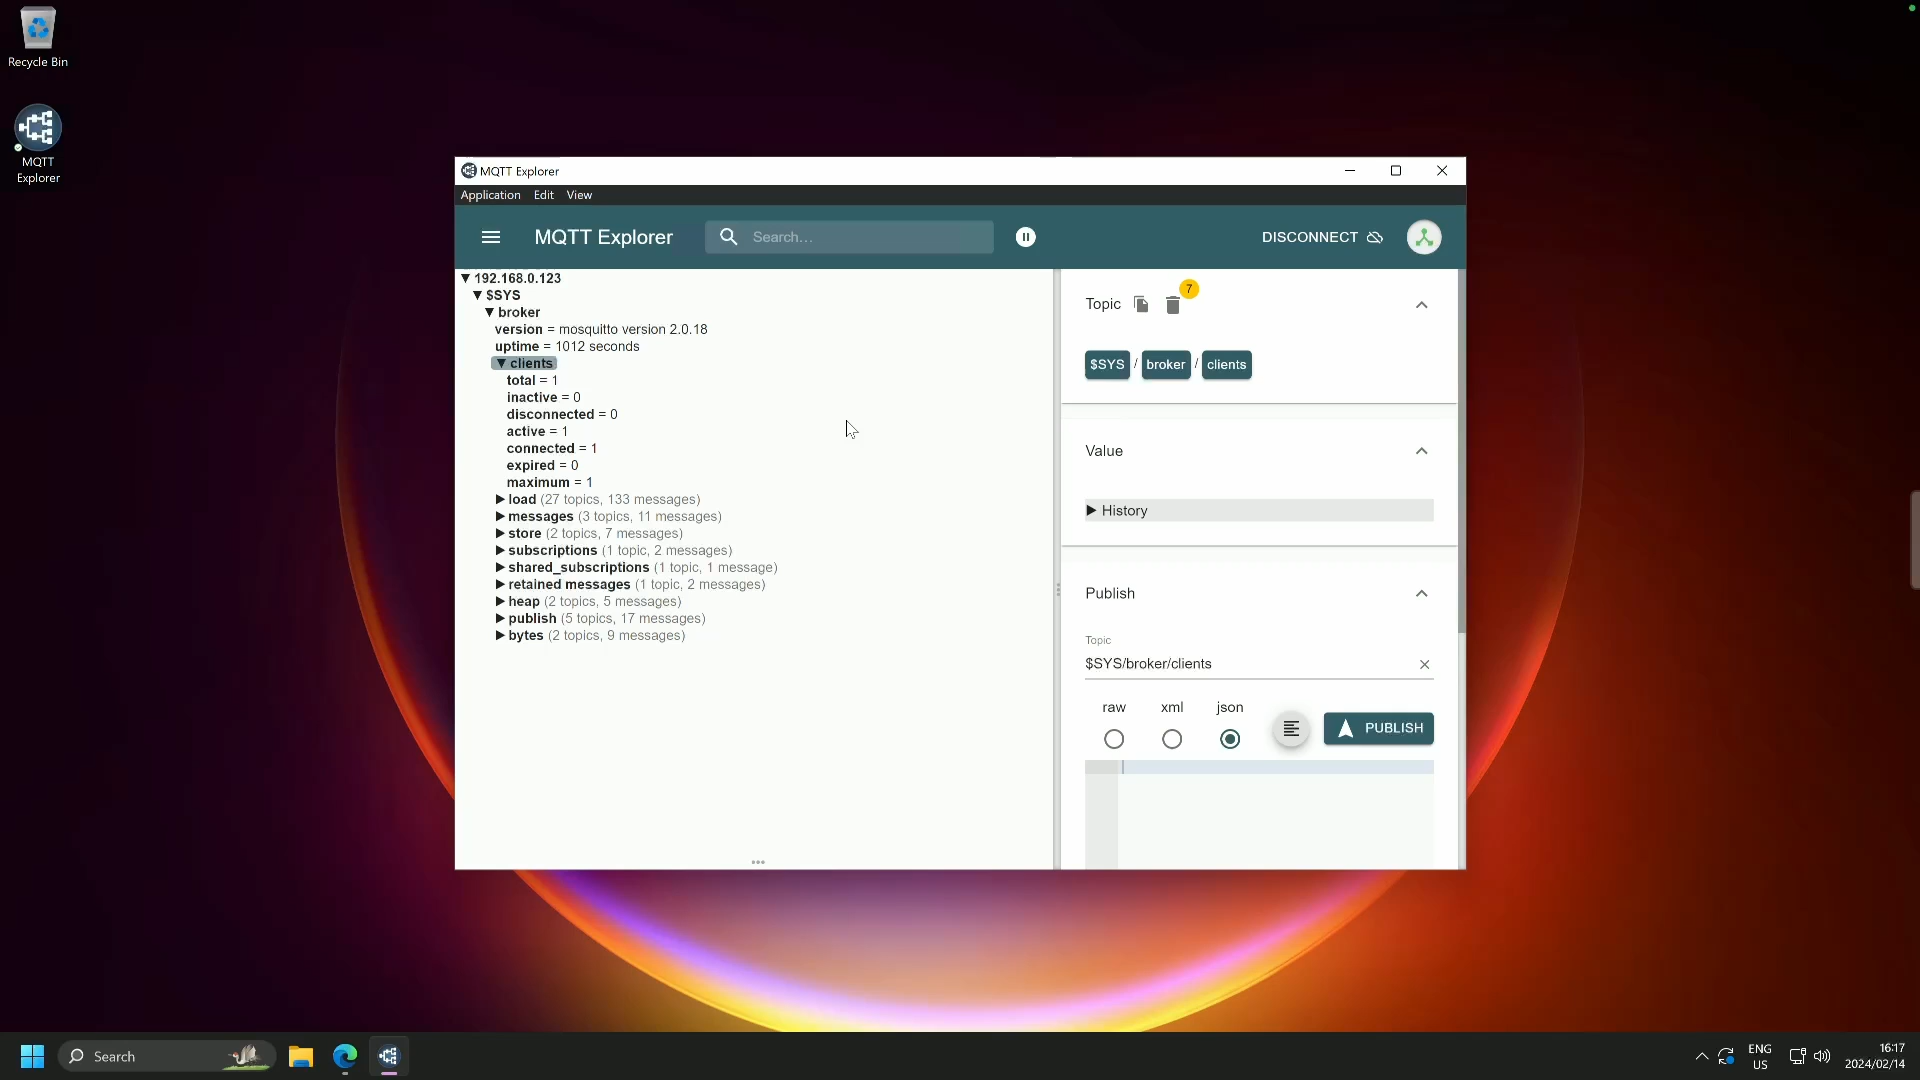 Recycle Bin
MQTT
Explorer
MQTT Explorer
Application Edit View
MQTT Explorer
Search...
DISCONNECT
192.168.0.123
$SYS
broker
version = mosquitto version 2.0.18
uptime = 1012 seconds
clients
total = 1
inactive = 0
disconnected = 0
active = 1
connected = 1
expired = 0
maximum = 1
load (27 topics, 133 messages)
messages (3 topics, 11 messages)
store (2 topics, 7 messages)
subscriptions (1 topic, 2 messages)
shared_subscriptions (1 topic, 1 message)
retained messages (1 topic, 2 messages)
heap (2 topics, 5 messages)
publish (5 topics, 17 messages)
bytes (2 topics, 9 messages)
Topic 7
$SYS / broker / clients
Value
History
Publish
Topic
$SYS/broker/clients
raw xml json
PUBLISH
Search
ENG
US
16:17
2024/02/14